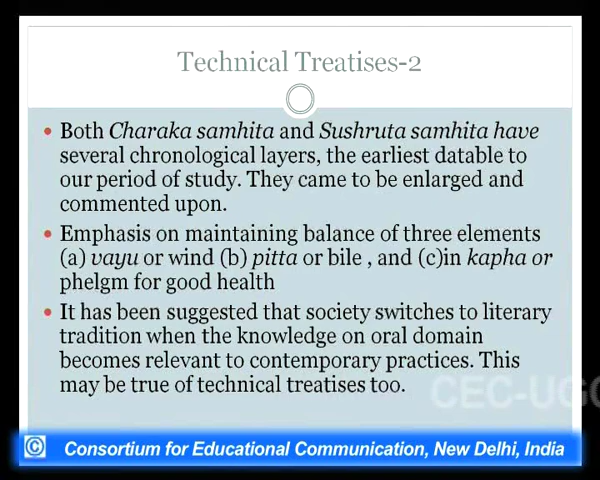 Technical Treatises-2
• Both Charaka samhita and Sushruta samhita have
several chronological layers, the earliest datable to
our period of study. They came to be enlarged and
commented upon.
• Emphasis on maintaining balance of three elements
(a) vayu or wind (b) pitta or bile , and (c)in kapha or
phelgm for good health
• It has been suggested that society switches to literary
tradition when the knowledge on oral domain
becomes relevant to contemporary practices. This
may be true of technical treatises too.
CEC-UGC
© Consortium for Educational Communication, New Delhi, India